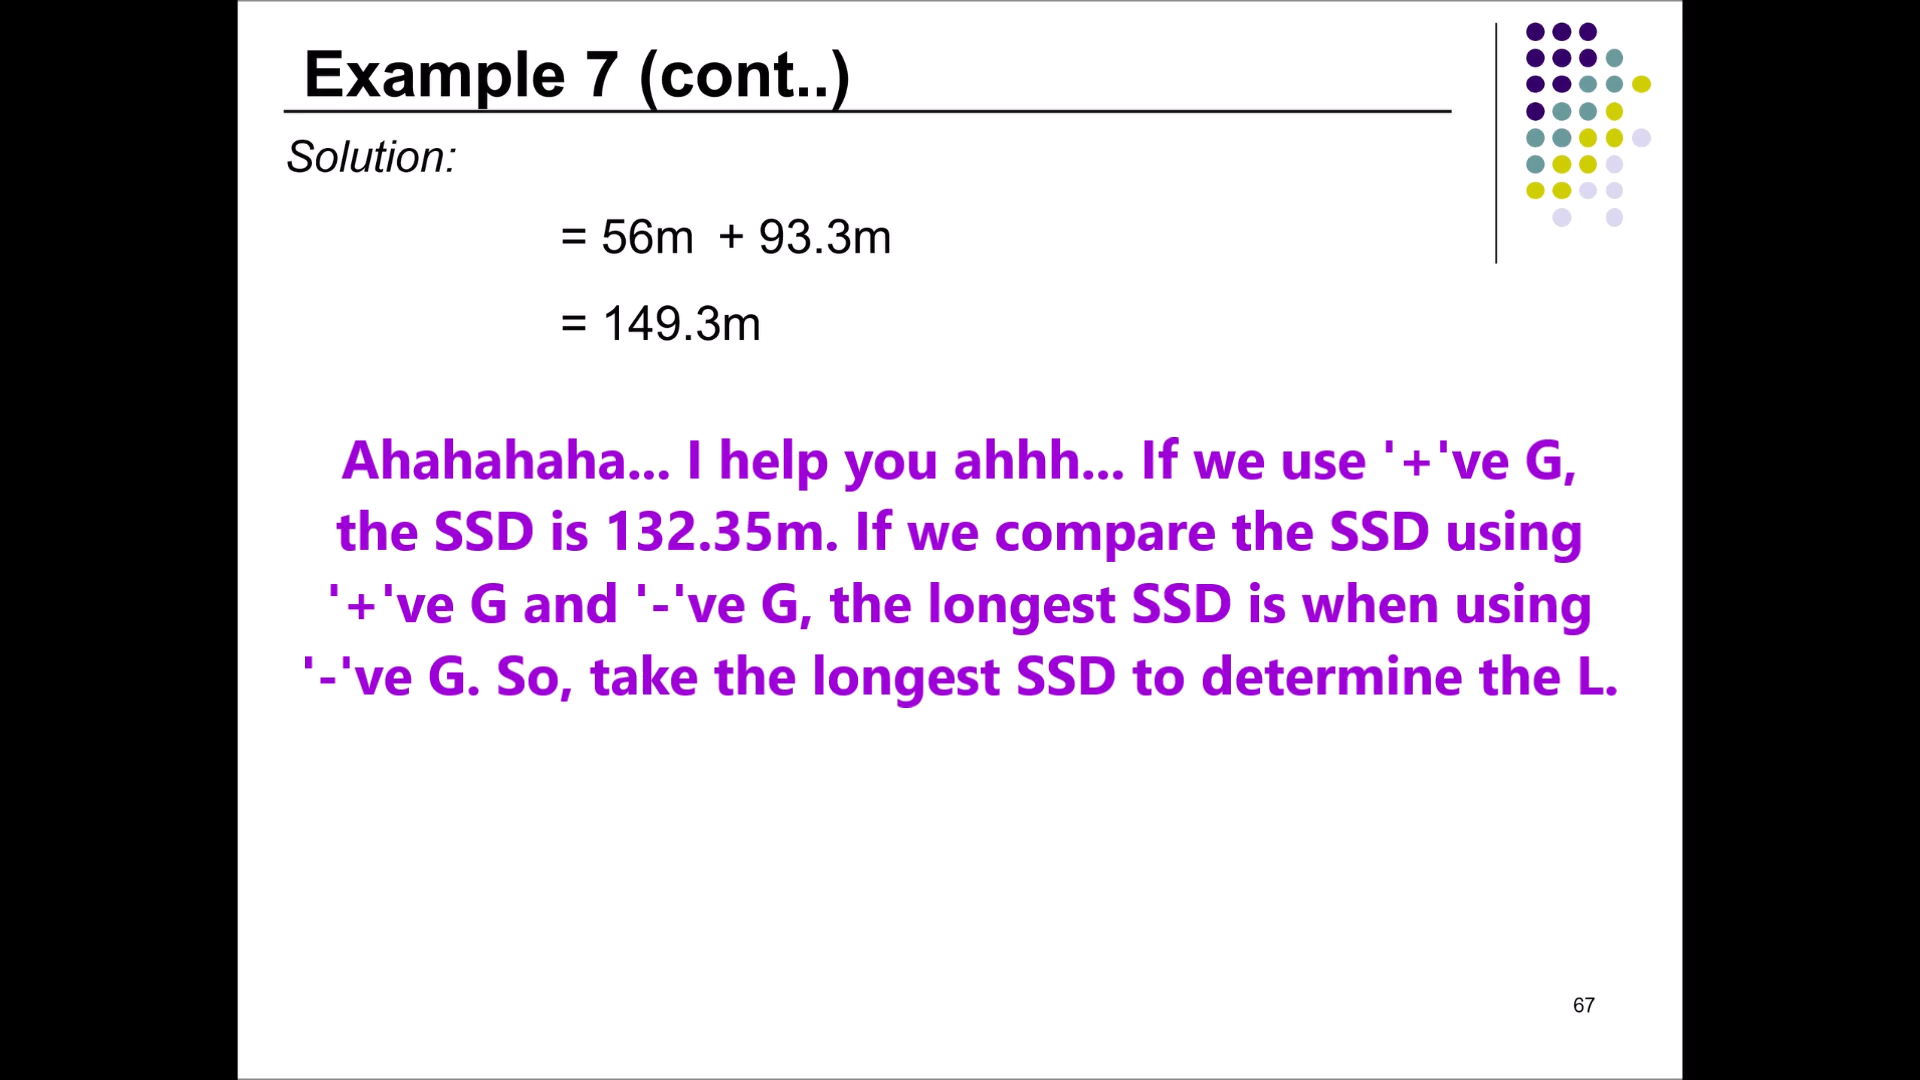 Example 7 (cont..)
Solution:
= 56m + 93.3m
= 149.3m
Ahahahaha... I help you ahhh... If we use '+'ve G,
the SSD is 132.35m. If we compare the SSD using
'+'ve G and '-'ve G, the longest SSD is when using
'-'ve G. So, take the longest SSD to determine the L.
67